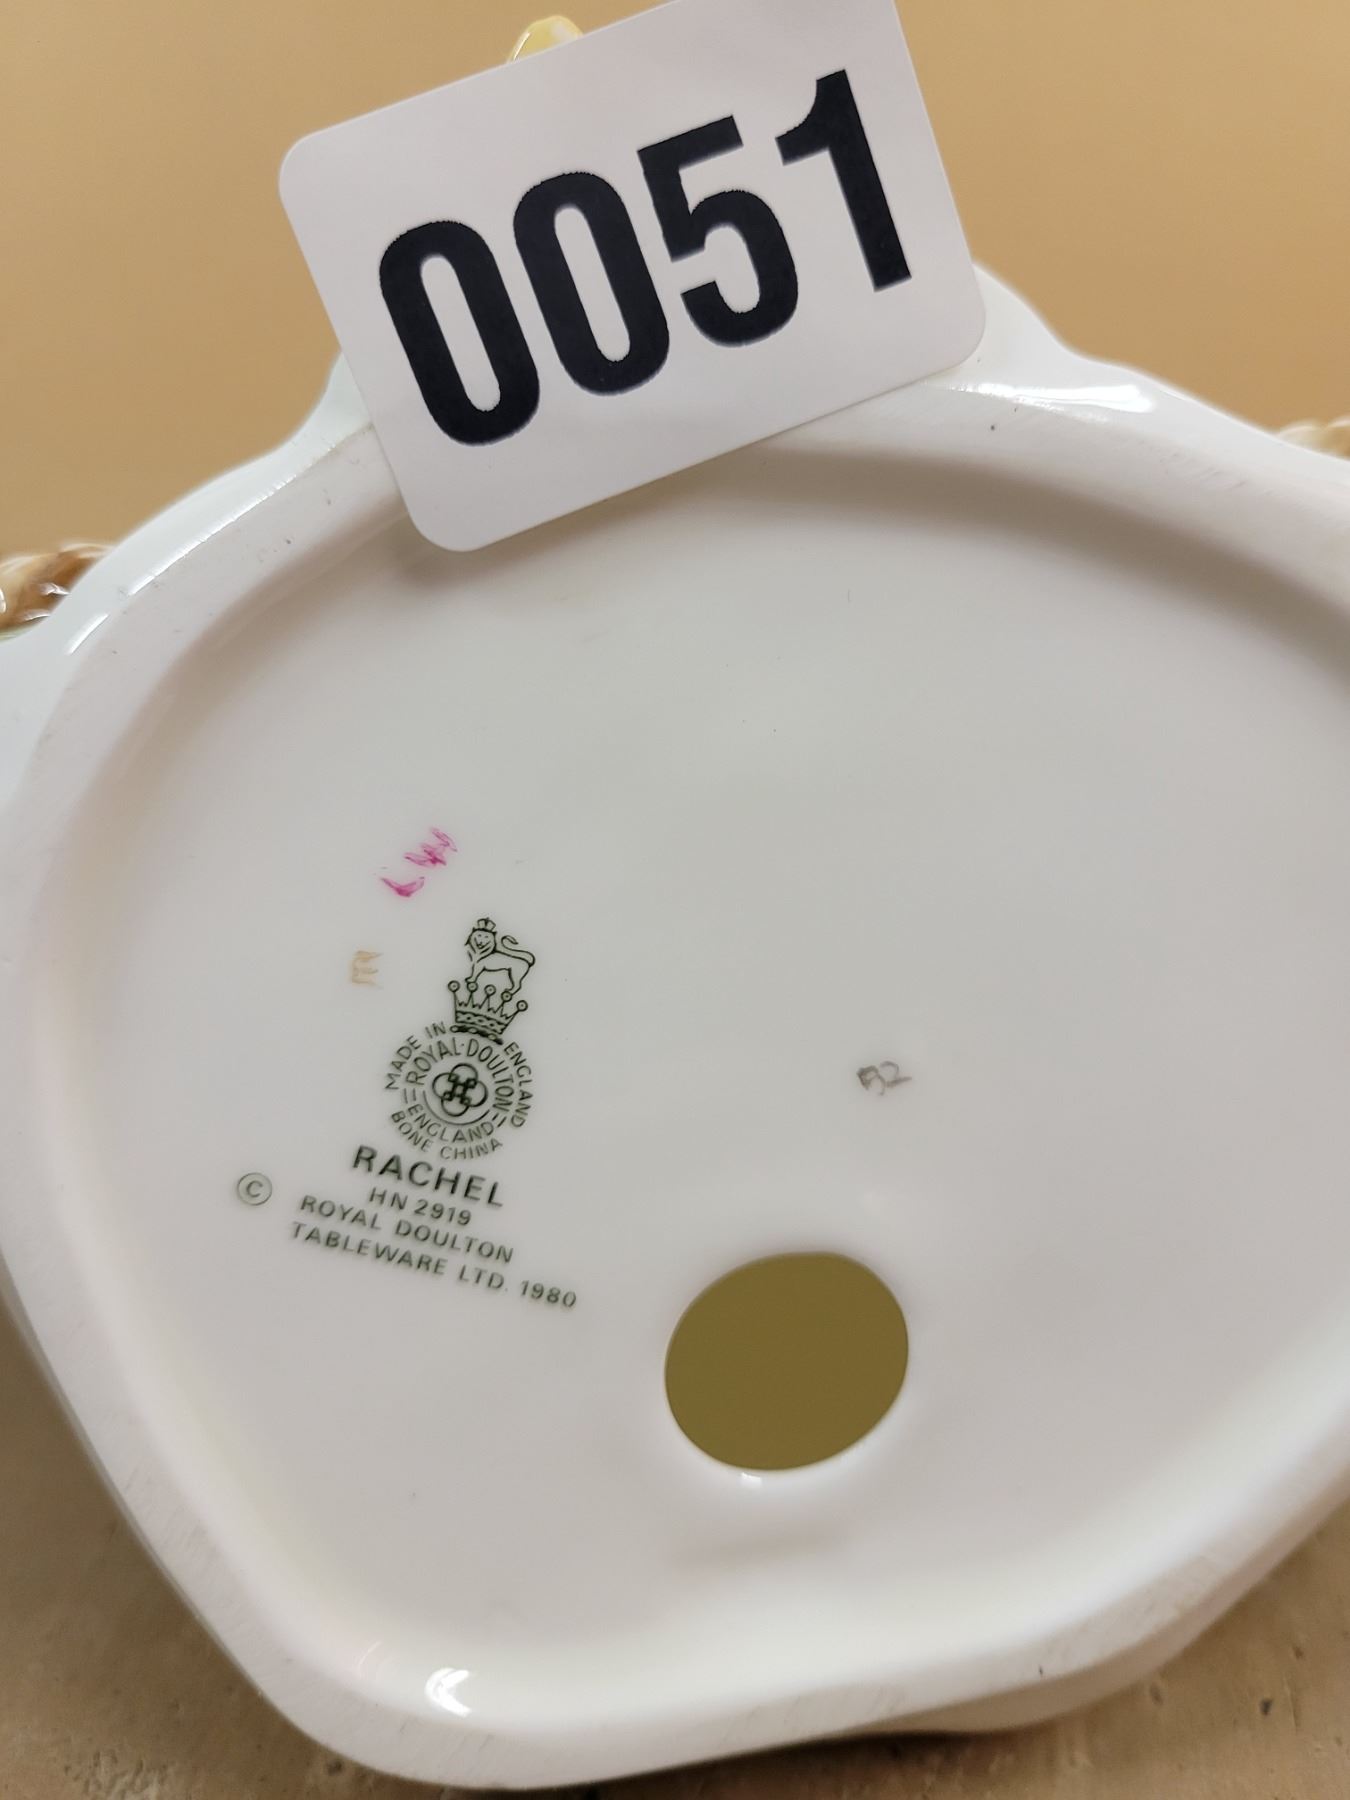 0051
E
MADE IN ENGLAND
ROYAL·DOULTON
ENGLAND
BONE CHINA
RACHEL
HN 2919
© ROYAL DOULTON
TABLEWARE LTD. 1980